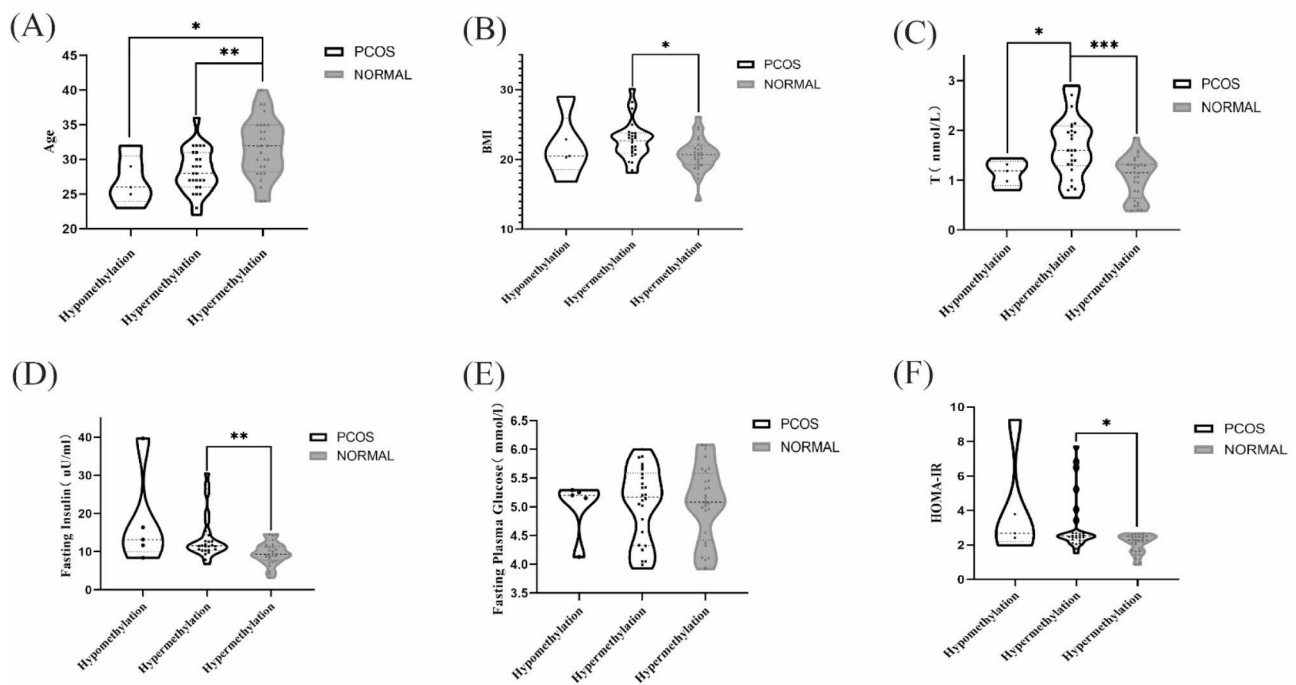 (A)
*
**
45
40
35
30
25
20
Age
PCOS
NORMAL
Hypomethylation
Hypermethylation
Hypermethylation
(B)
*
40
30
20
10
BMI
PCOS
NORMAL
Hypomethylation
Hypermethylation
Hypermethylation
(C)
*
***
3
2
1
0
T( nmol/L)
PCOS
NORMAL
Hypomethylation
Hypermethylation
Hypermethylation
(D)
**
40
30
20
10
0
Fasting Insulin( uU/ml)
PCOS
NORMAL
Hypomethylation
Hypermethylation
Hypermethylation
(E)
6.5
6.0
5.5
5.0
4.5
4.0
3.5
Fasting Plasma Glucose( mmol/l)
PCOS
NORMAL
Hypomethylation
Hypermethylation
Hypermethylation
(F)
*
10
8
6
4
2
0
HOMA-IR
PCOS
NORMAL
Hypomethylation
Hypermethylation
Hypermethylation